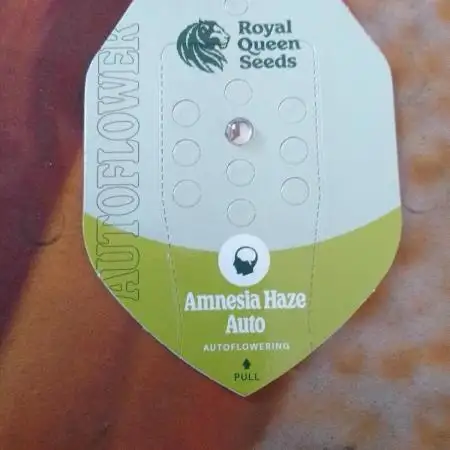 Royal
Queen
Seeds
AUTOFLOWER
Amnesia Haze
Auto
AUTOFLOWERING
PULL